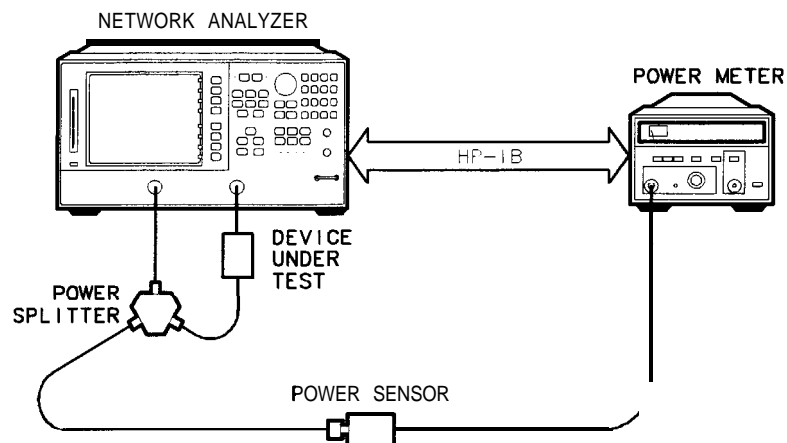 NETWORK ANALYZER
POWER METER
HP-IB
DEVICE
UNDER
TEST
POWER
SPLITTER
POWER SENSOR